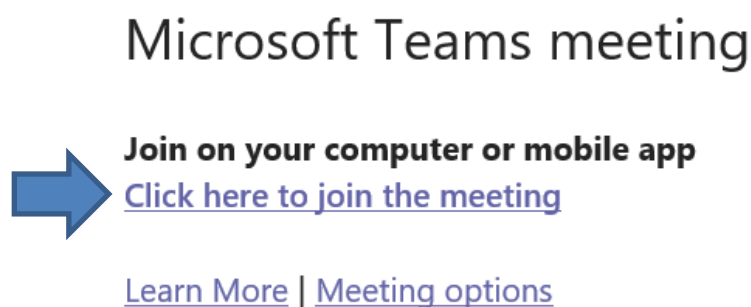 Microsoft Teams meeting
Join on your computer or mobile app
Click here to join the meeting
Learn More | Meeting options